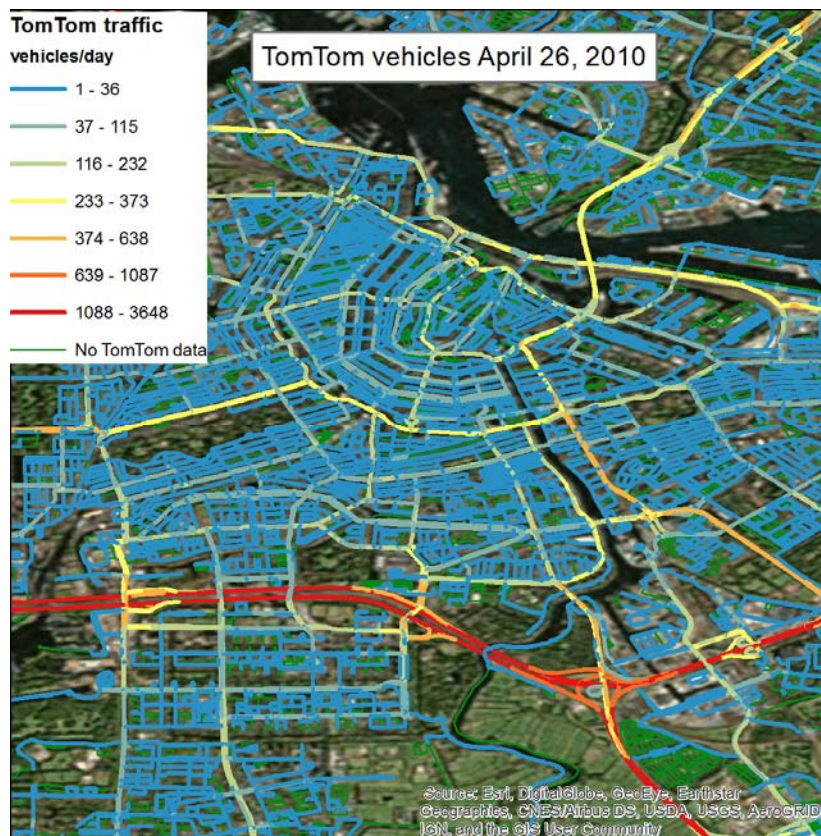 TomTom traffic
vehicles/day
1 - 36
37 - 115
116 - 232
233 - 373
374 - 638
639 - 1087
1088 - 3648
No TomTom data
TomTom vehicles April 26, 2010
Source: Esri, DigitalGlobe, GeoEye, Earthstar
Geographics, CNES/Airbus DS, USDA, USGS, AeroGRID,
IGN, and the GIS User Community